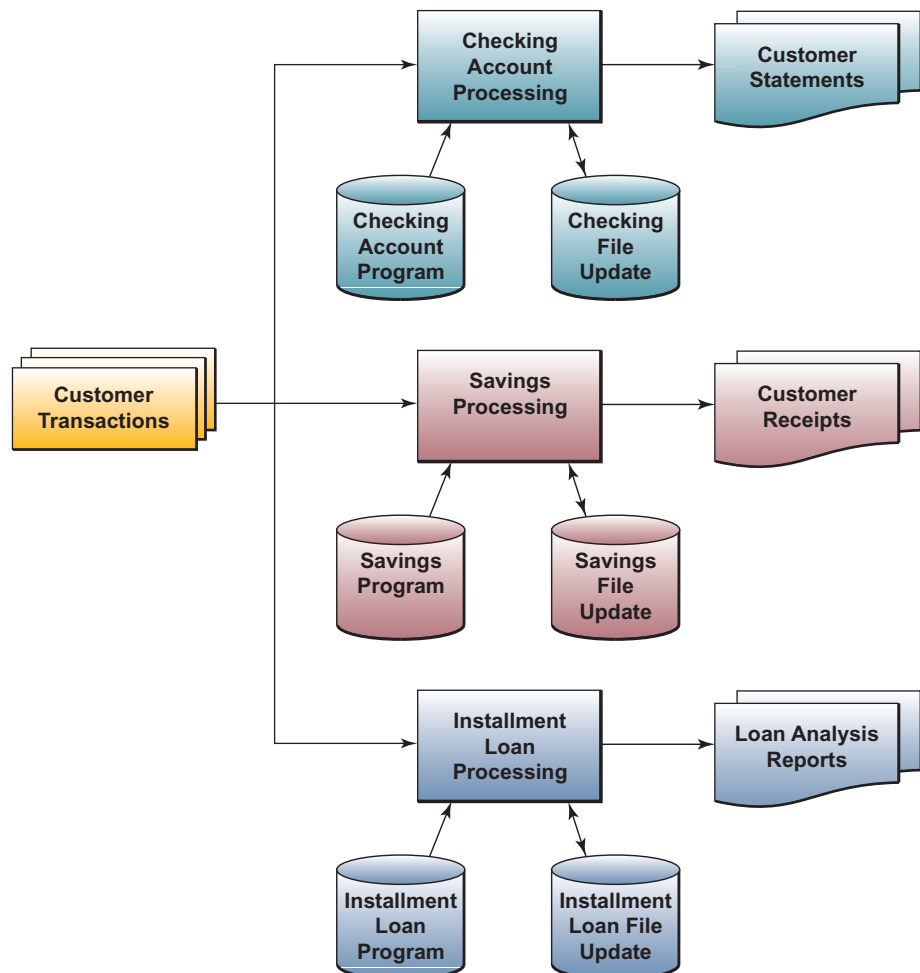 Checking
Account
Processing
Customer
Statements
Checking
Account
Program
Checking
File
Update
Customer
Transactions
Savings
Processing
Customer
Receipts
Savings
Program
Savings
File
Update
Installment
Loan
Processing
Loan Analysis
Reports
Installment
Loan
Program
Installment
Loan File
Update